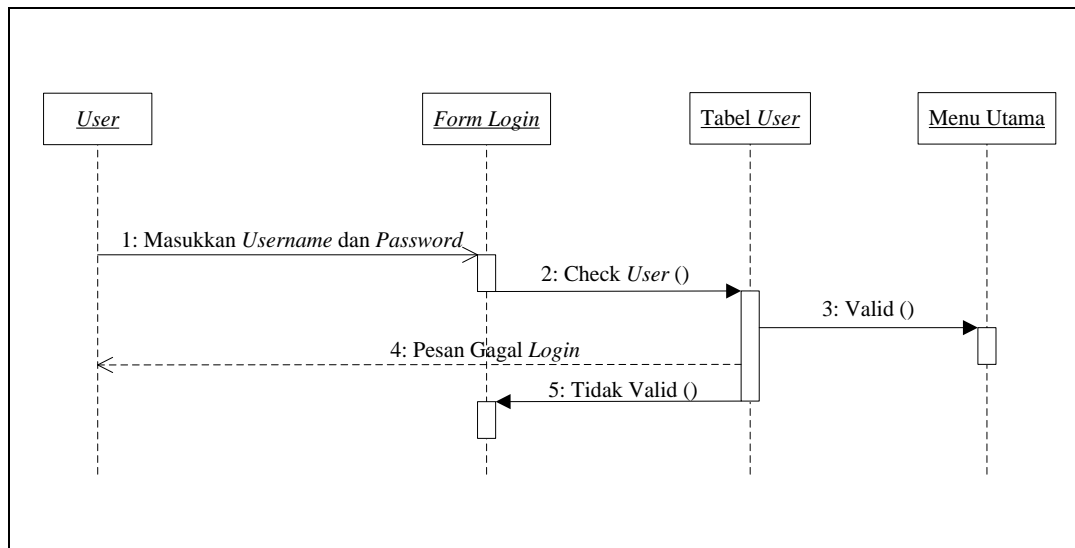 User
Form Login
Tabel User
Menu Utama
1: Masukkan Username dan Password
2: Check User ()
3: Valid ()
4: Pesan Gagal Login
5: Tidak Valid ()